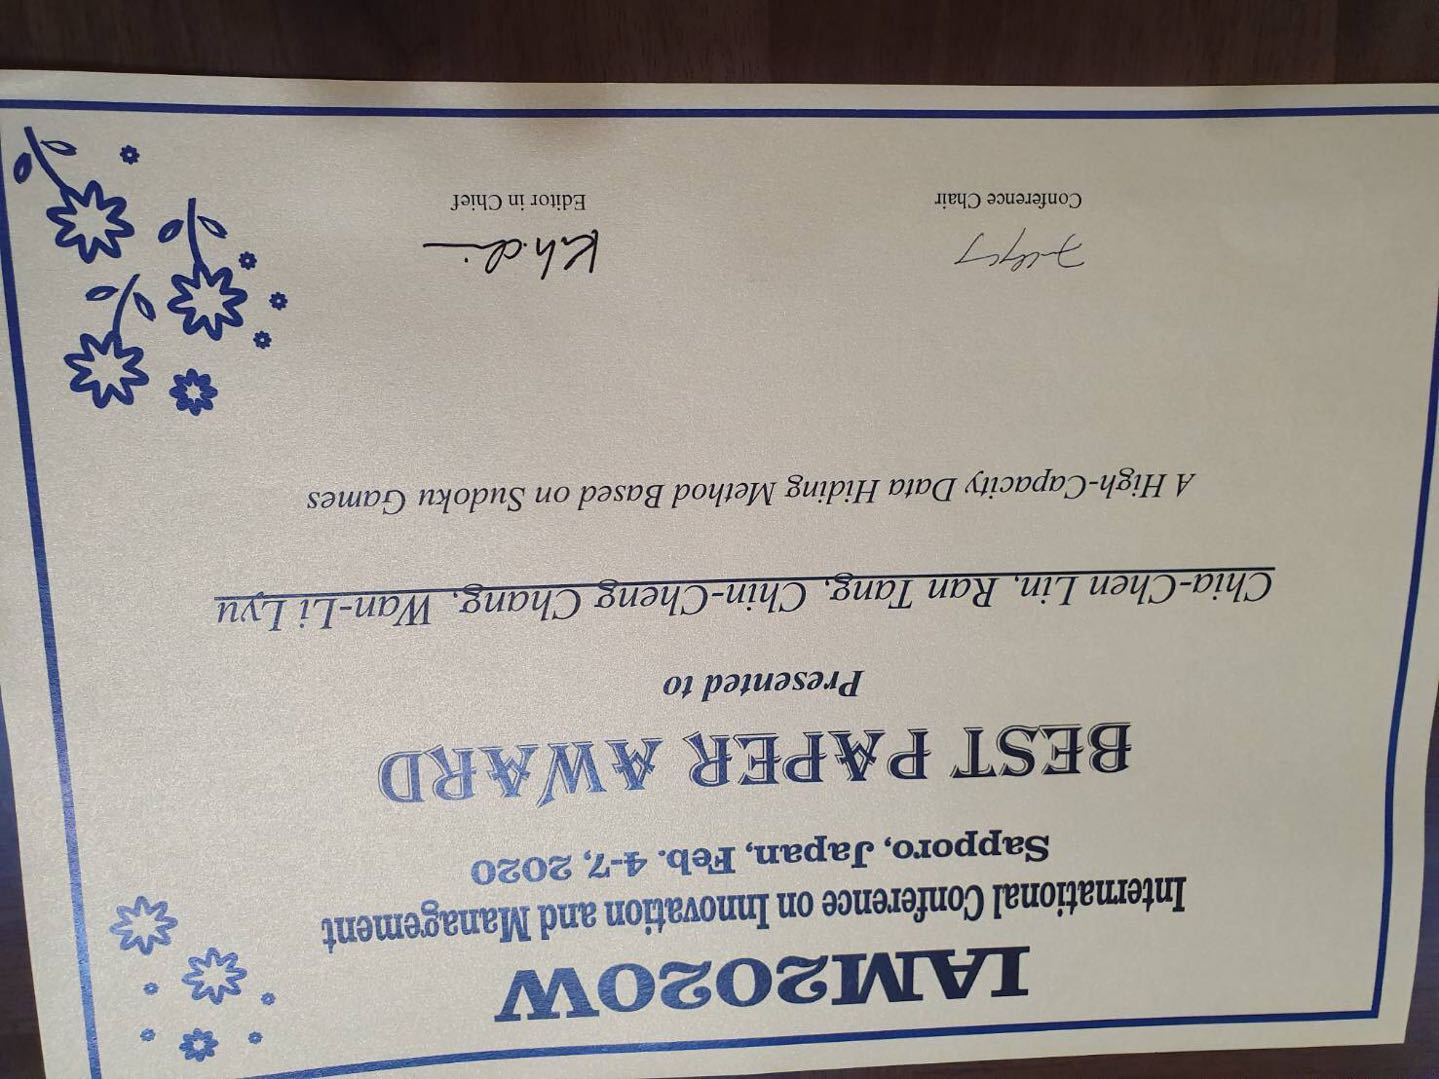 IAM2020W
International Conference on Innovation and Management
Sapporo, Japan, Feb. 4-7, 2020
BEST PAPER AWARD
Presented to
Chia-Chen Lin, Ran Tang, Chin-Cheng Chang, Wan-Li Lyu
A High-Capacity Data Hiding Method Based on Sudoku Games
Conference Chair
Editor in Chief